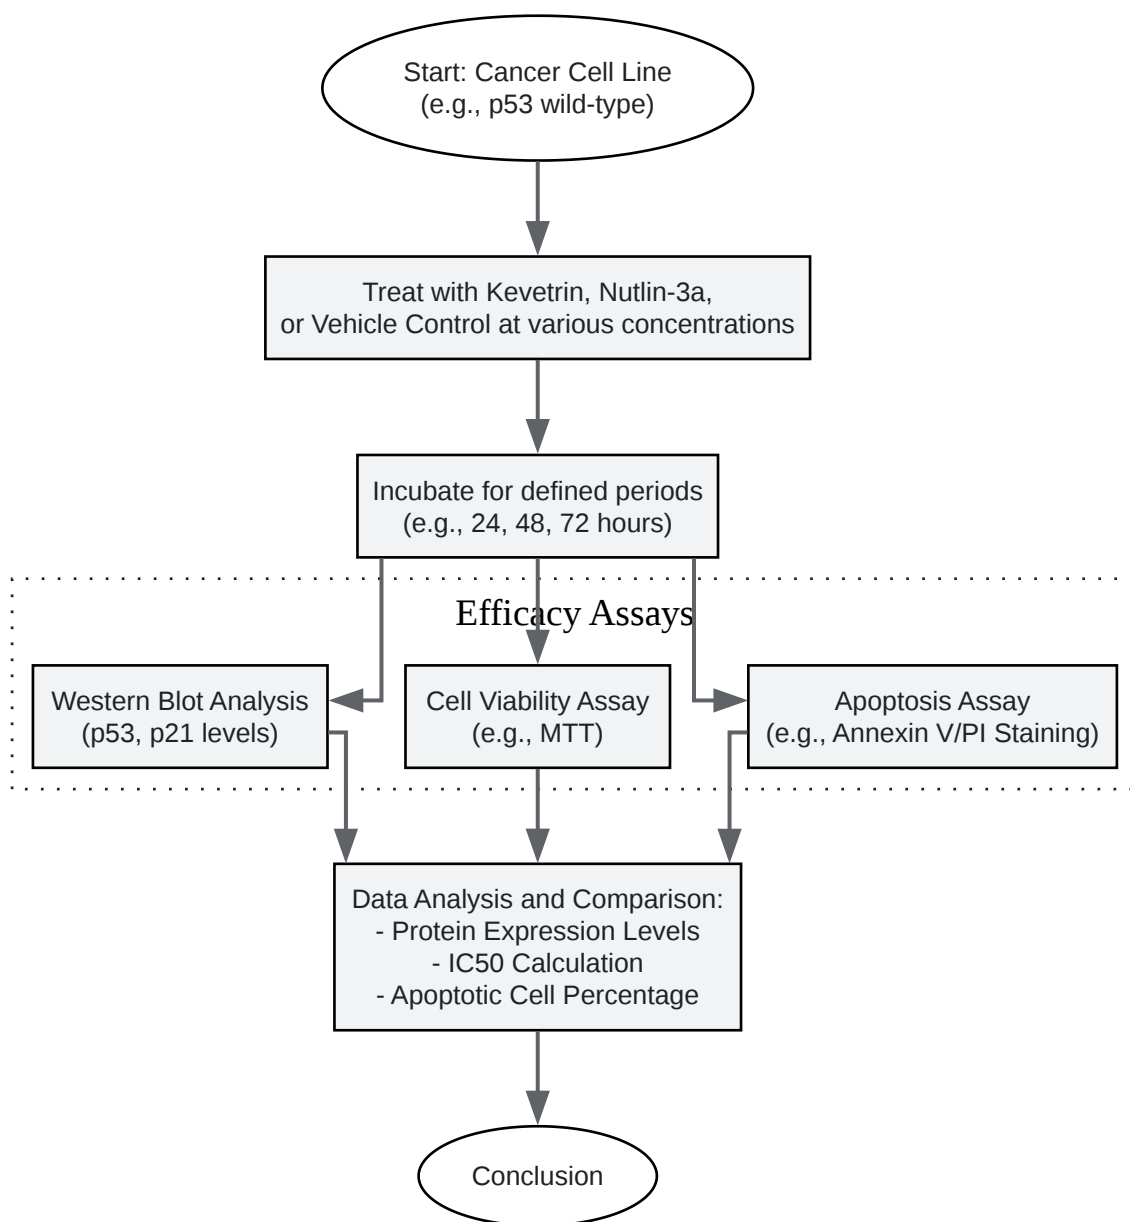 Start: Cancer Cell Line
(e.g., p53 wild-type)
Treat with Kevetrin, Nutlin-3a,
or Vehicle Control at various concentrations
Incubate for defined periods
(e.g., 24, 48, 72 hours)
Efficacy Assays
Western Blot Analysis
(p53, p21 levels)
Cell Viability Assay
(e.g., MTT)
Apoptosis Assay
(e.g., Annexin V/PI Staining)
Data Analysis and Comparison:
- Protein Expression Levels
- IC50 Calculation
- Apoptotic Cell Percentage
Conclusion